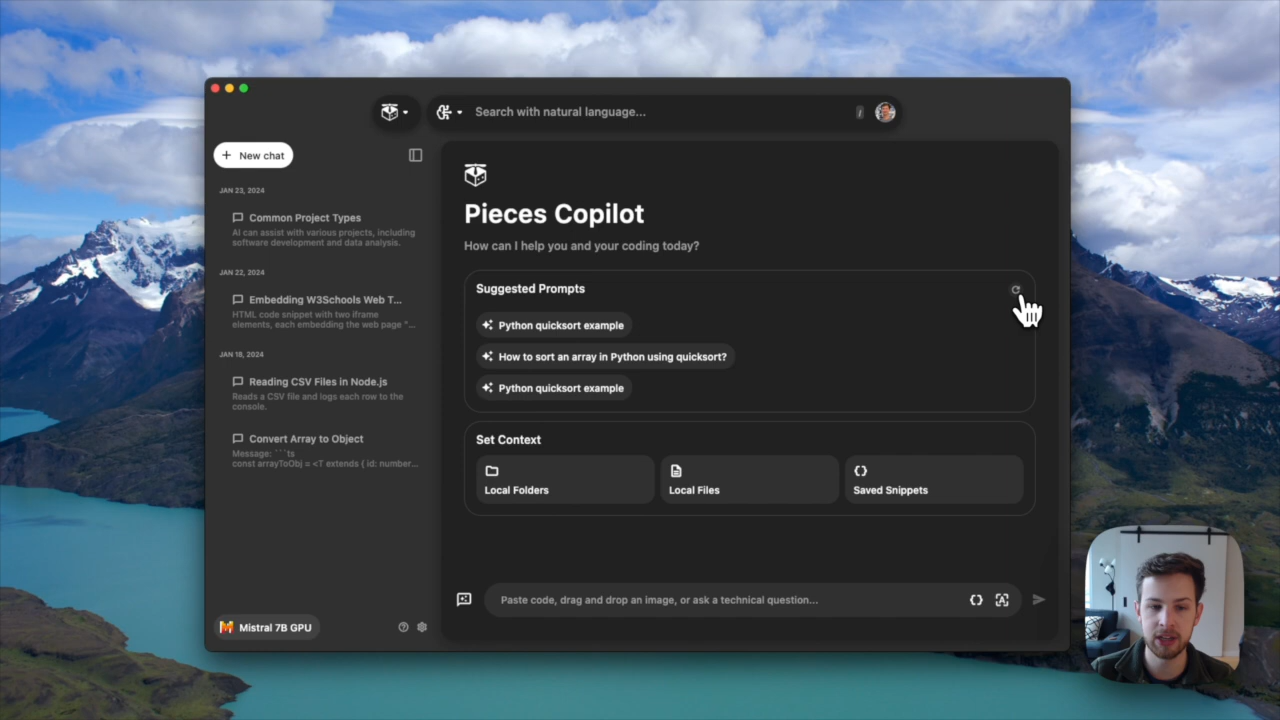 Search with natural language...
/
New chat
JAN 23, 2024
Common Project Types
AI can assist with various projects, including
software development and data analysis.
JAN 22, 2024
Embedding W3Schools Web T...
HTML code snippet with two iframe
elements, each embedding the web page "...
JAN 18, 2024
Reading CSV Files in Node.js
Reads a CSV file and logs each row to the
console.
Convert Array to Object
Message: ```ts
const arrayToObj = <T extends { id: number...
Mistral 7B GPU
Pieces Copilot
How can I help you and your coding today?
Suggested Prompts
Python quicksort example
How to sort an array in Python using quicksort?
Python quicksort example
Set Context
Local Folders
Local Files
Saved Snippets
Paste code, drag and drop an image, or ask a technical question...